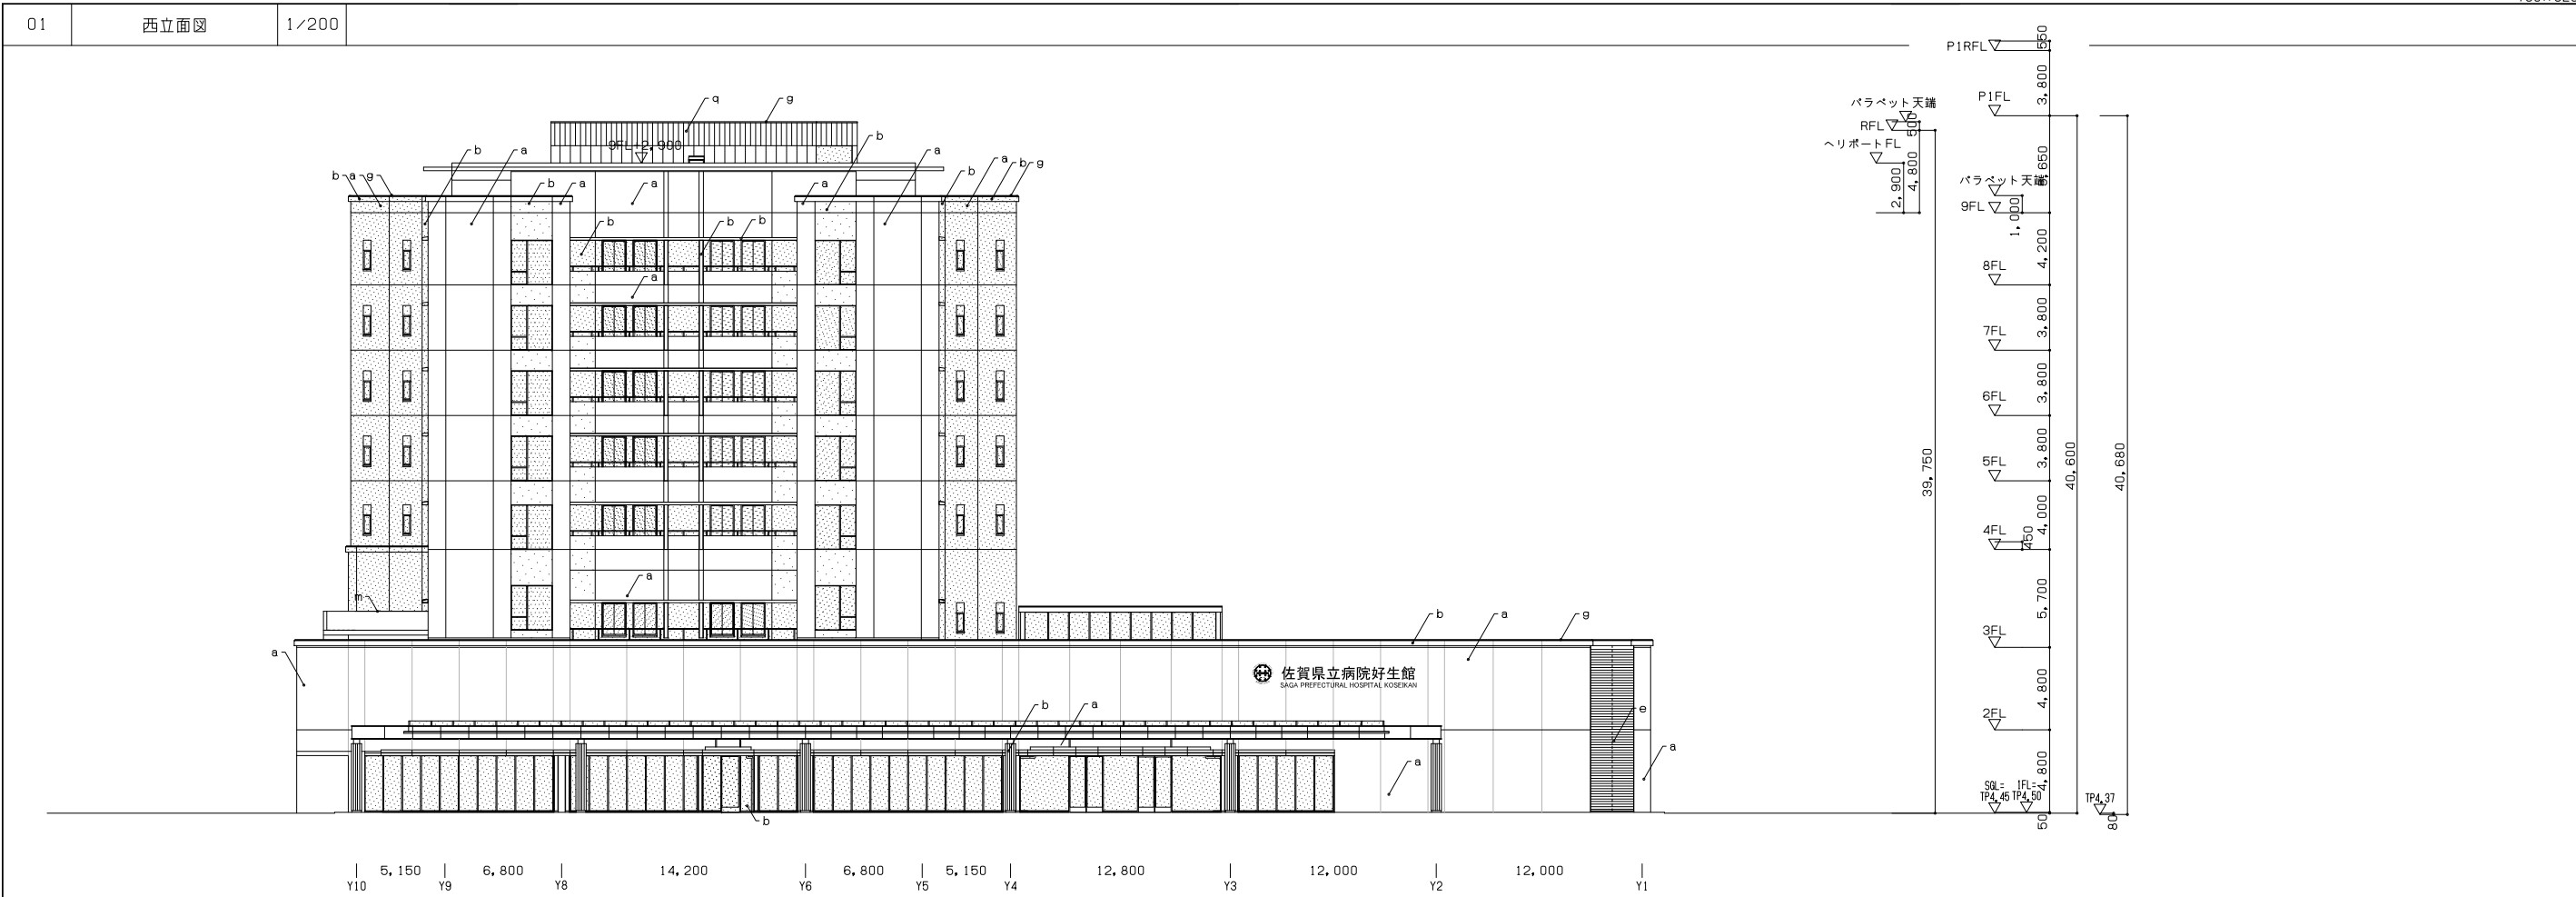 01 西立面図 1/200
P1RFL 550
3,800
P1FL
パラペット天端
RFL 500
ヘリポートFL
2,900 4,800
5,650
パラペット天端
9FL 1,000
4,200
8FL
3,800
7FL
3,800
6FL
3,800
5FL
4,000
4FL 450
5,700
3FL
4,800
2FL
4,800
SGL= 1FL=
TP4,45 TP4,50 TP4,37
50 80
39,750 40,600 40,680
q g
9FL+2,900
b a b a
b a g b a a b b a b g
b b b
a
a
m
b a g
a
佐賀県立病院好生館
SAGA PREFECTURAL HOSPITAL KOSEIKAN
b a e
a
a
b
5,150 6,800 14,200 6,800 5,150 12,800 12,000 12,000
Y10 Y9 Y8 Y6 Y5 Y4 Y3 Y2 Y1